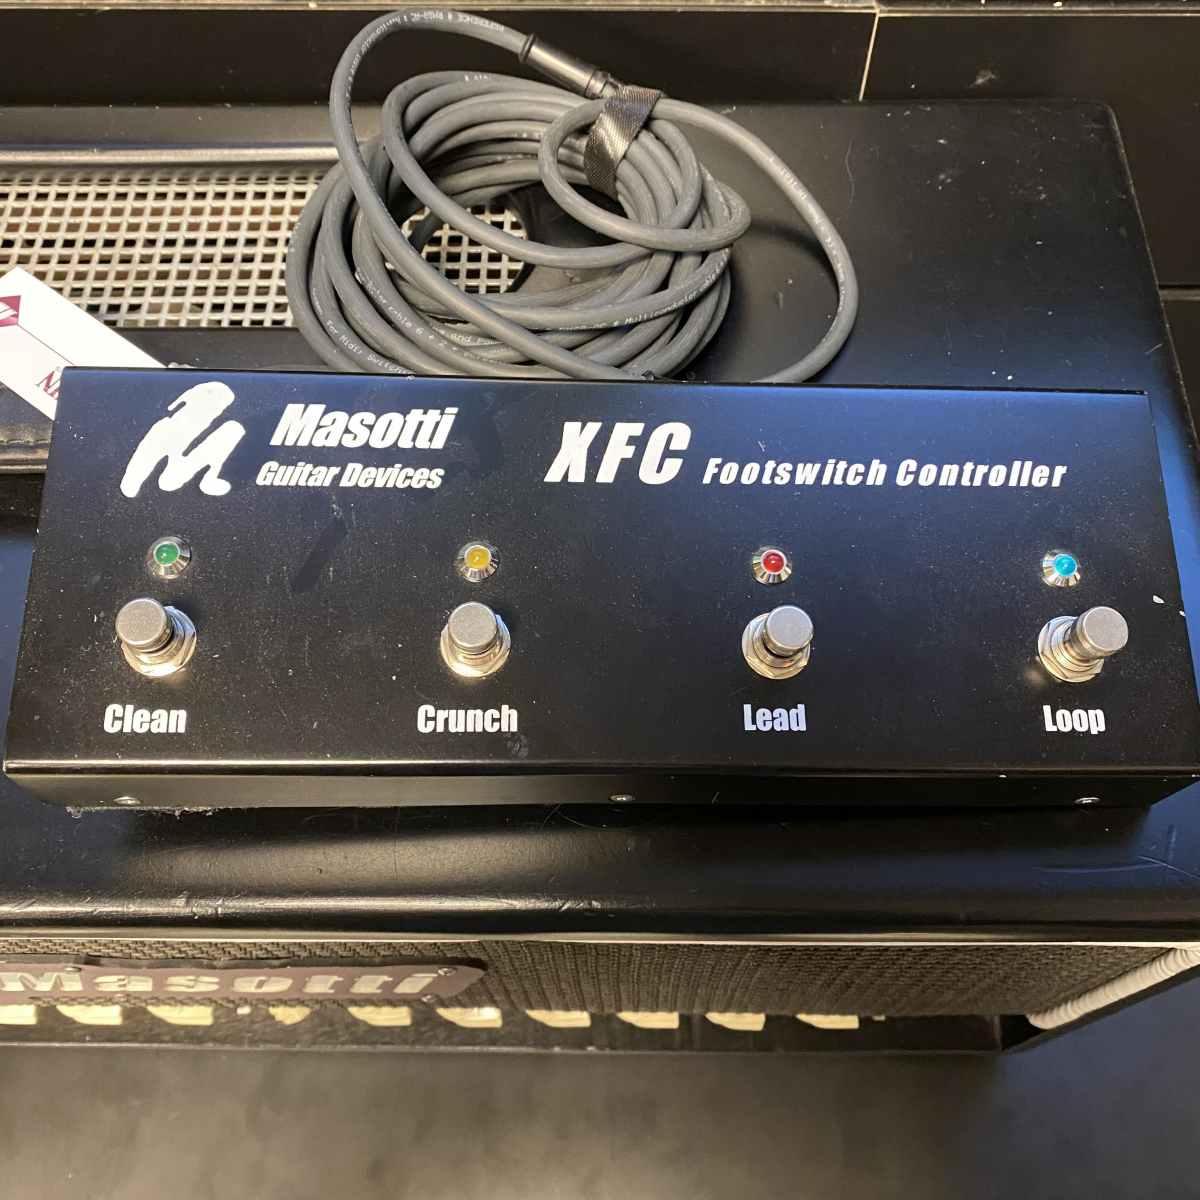 Masotti
Guitar Devices
XFC Footswitch Controller
Clean
Crunch
Lead
Loop
Masotti